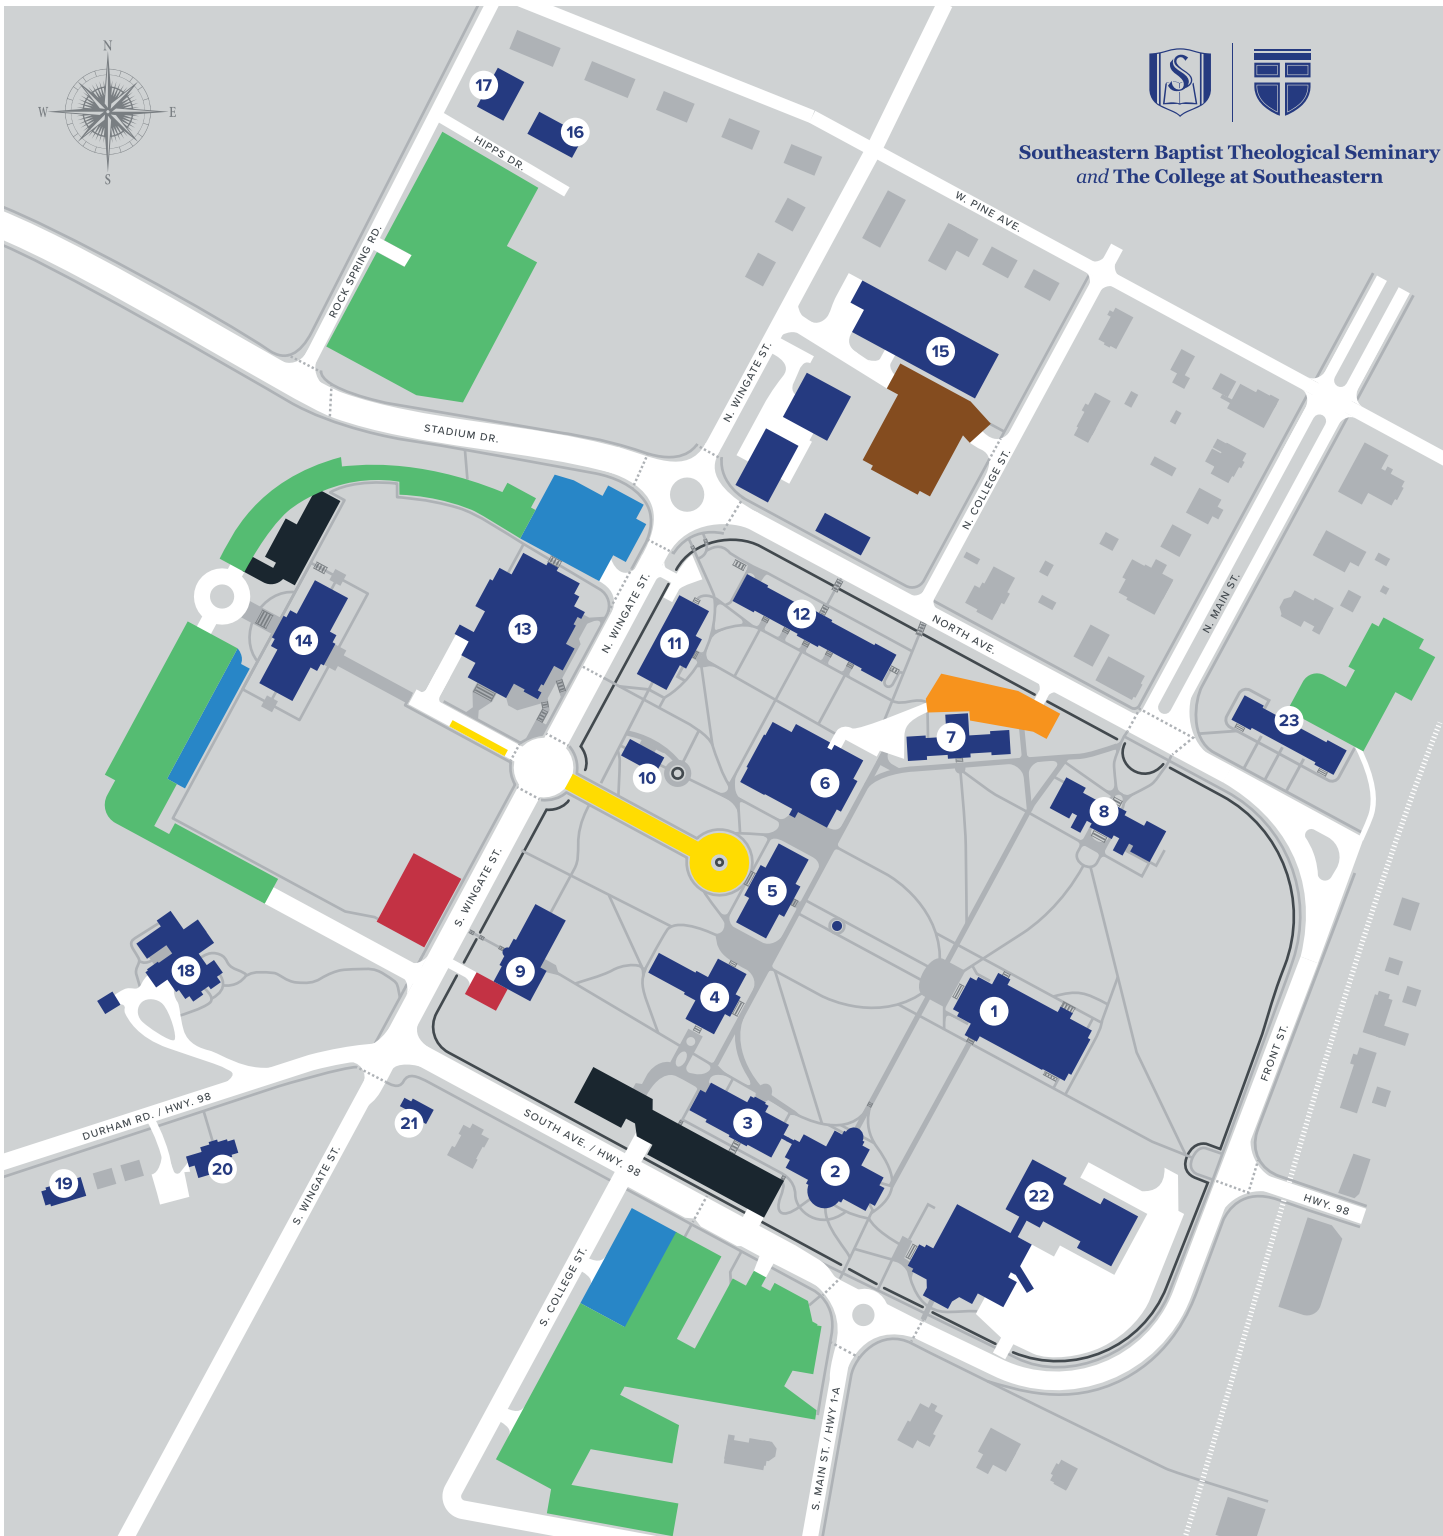 N
W
E
S
S
Southeastern Baptist Theological Seminary
and The College at Southeastern
17
16
HIPPS DR.
W. PINE AVE.
ROCK SPRING RD.
15
N. WINGATE ST.
STADIUM DR.
N. COLLEGE ST.
N. MAIN ST.
14
13
N. WINGATE ST.
11
12
NORTH AVE.
23
7
10
6
8
5
S. WINGATE ST.
18
9
4
1
FRONT ST.
DURHAM RD. / HWY. 98
21
SOUTH AVE. / HWY. 98
3
2
20
19
S. WINGATE ST.
22
HWY. 98
S. COLLEGE ST.
S. MAIN ST. / HWY 1-A